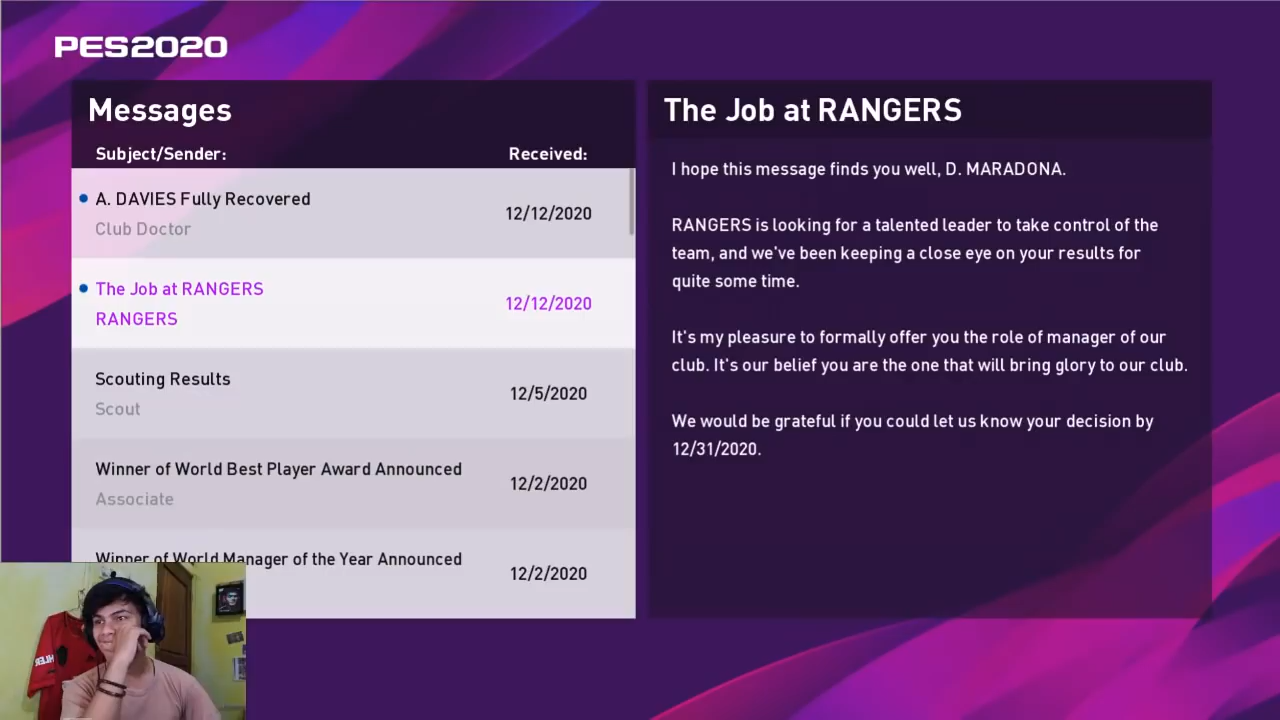 PES2020
Messages
Subject/Sender:
Received:
A. DAVIES Fully Recovered
Club Doctor
12/12/2020
The Job at RANGERS
RANGERS
12/12/2020
Scouting Results
Scout
12/5/2020
Winner of World Best Player Award Announced
Associate
12/2/2020
Winner of World Manager of the Year Announced
12/2/2020
The Job at RANGERS
I hope this message finds you well, D. MARADONA.
RANGERS is looking for a talented leader to take control of the
team, and we've been keeping a close eye on your results for
quite some time.
It's my pleasure to formally offer you the role of manager of our
club. It's our belief you are the one that will bring glory to our club.
We would be grateful if you could let us know your decision by
12/31/2020.